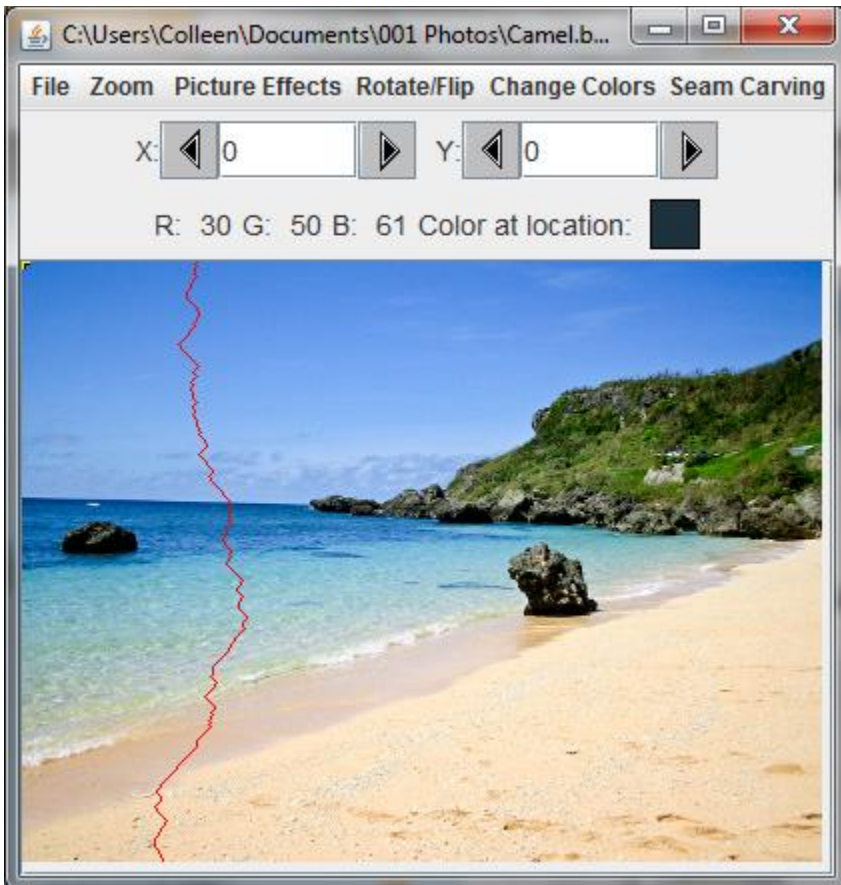 C:\Users\Colleen\Documents\001 Photos\Camel.b...
File Zoom Picture Effects Rotate/Flip Change Colors Seam Carving
X: 0 Y: 0
R: 30 G: 50 B: 61 Color at location: